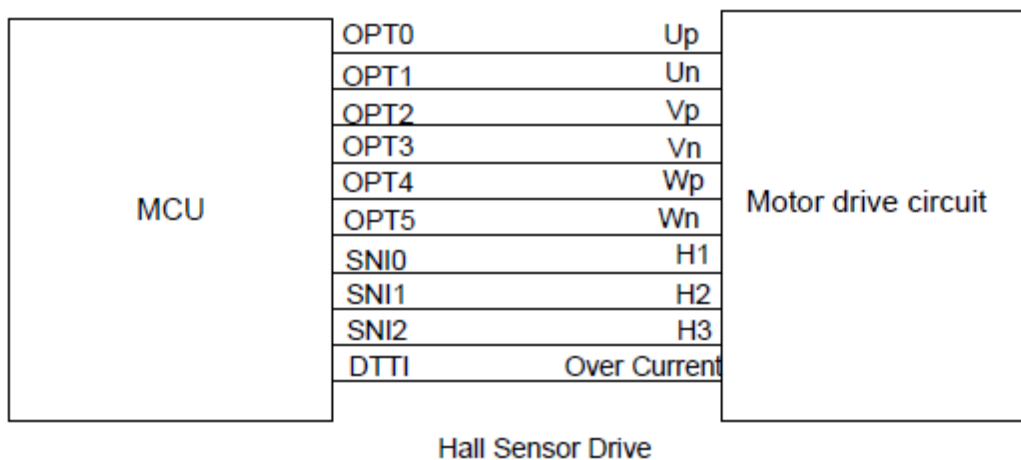 OPT0 Up
OPT1 Un
OPT2 Vp
OPT3 Vn
OPT4 Wp
MCU
Motor drive circuit
OPT5 Wn
SNI0 H1
SNI1 H2
SNI2 H3
DTTI Over Current
Hall Sensor Drive